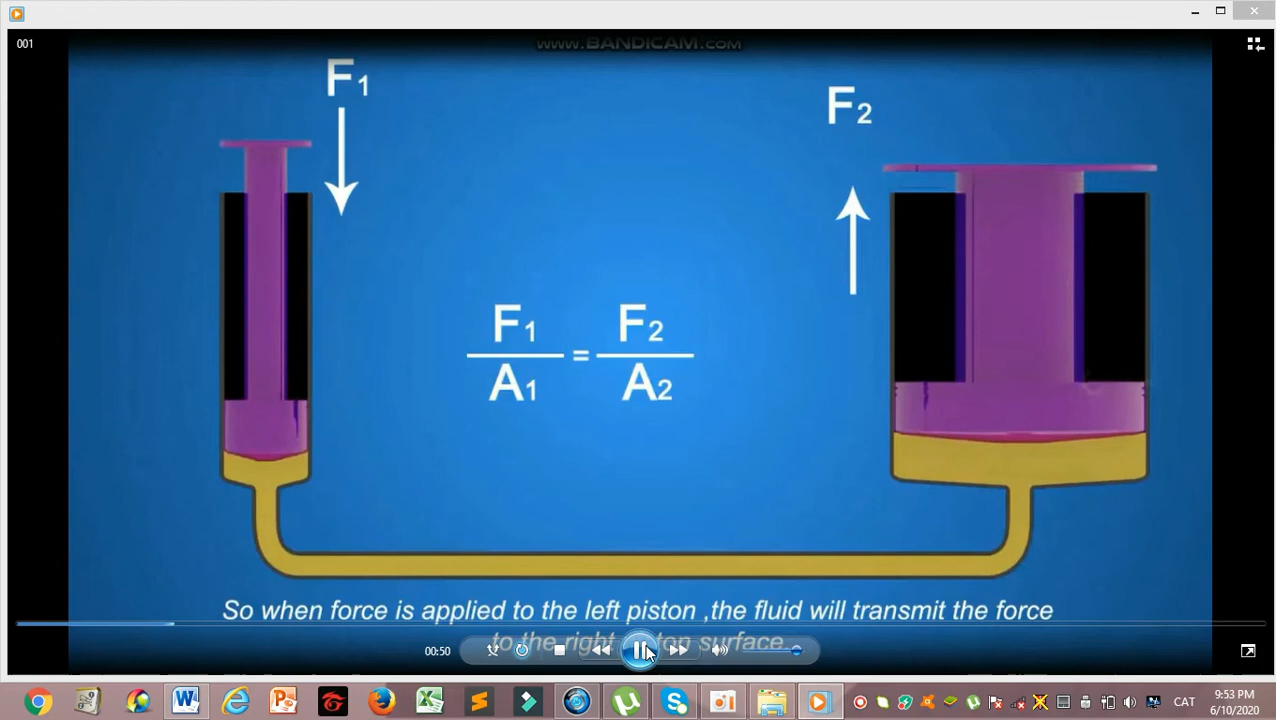 001
www.BANDICAM.com
F1
F2
F1 = F2
A1 A2
So when force is applied to the left piston ,the fluid will transmit the force
to the right piston surface.
00:50
CAT
9:53 PM
6/10/2020